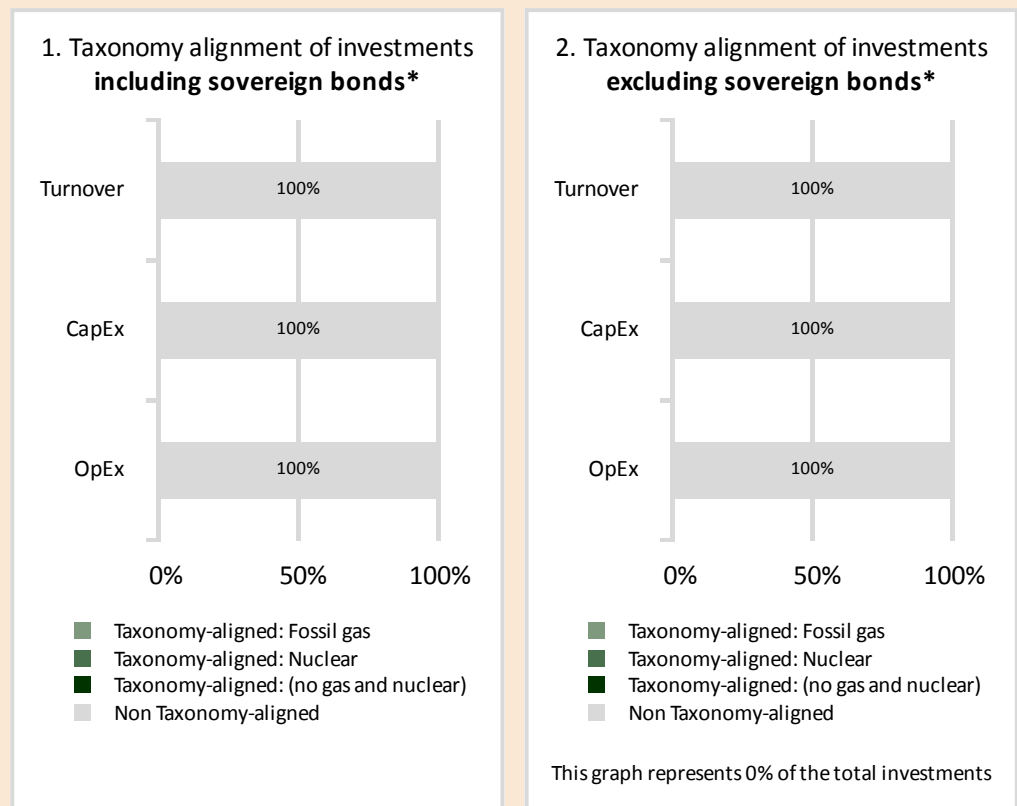 1. Taxonomy alignment of investments
including sovereign bonds*
Turnover
100%
CapEx
100%
OpEx
100%
0% 50% 100%
Taxonomy-aligned: Fossil gas
Taxonomy-aligned: Nuclear
Taxonomy-aligned: (no gas and nuclear)
Non Taxonomy-aligned
2. Taxonomy alignment of investments
excluding sovereign bonds*
Turnover
100%
CapEx
100%
OpEx
100%
0% 50% 100%
Taxonomy-aligned: Fossil gas
Taxonomy-aligned: Nuclear
Taxonomy-aligned: (no gas and nuclear)
Non Taxonomy-aligned
This graph represents 0% of the total investments